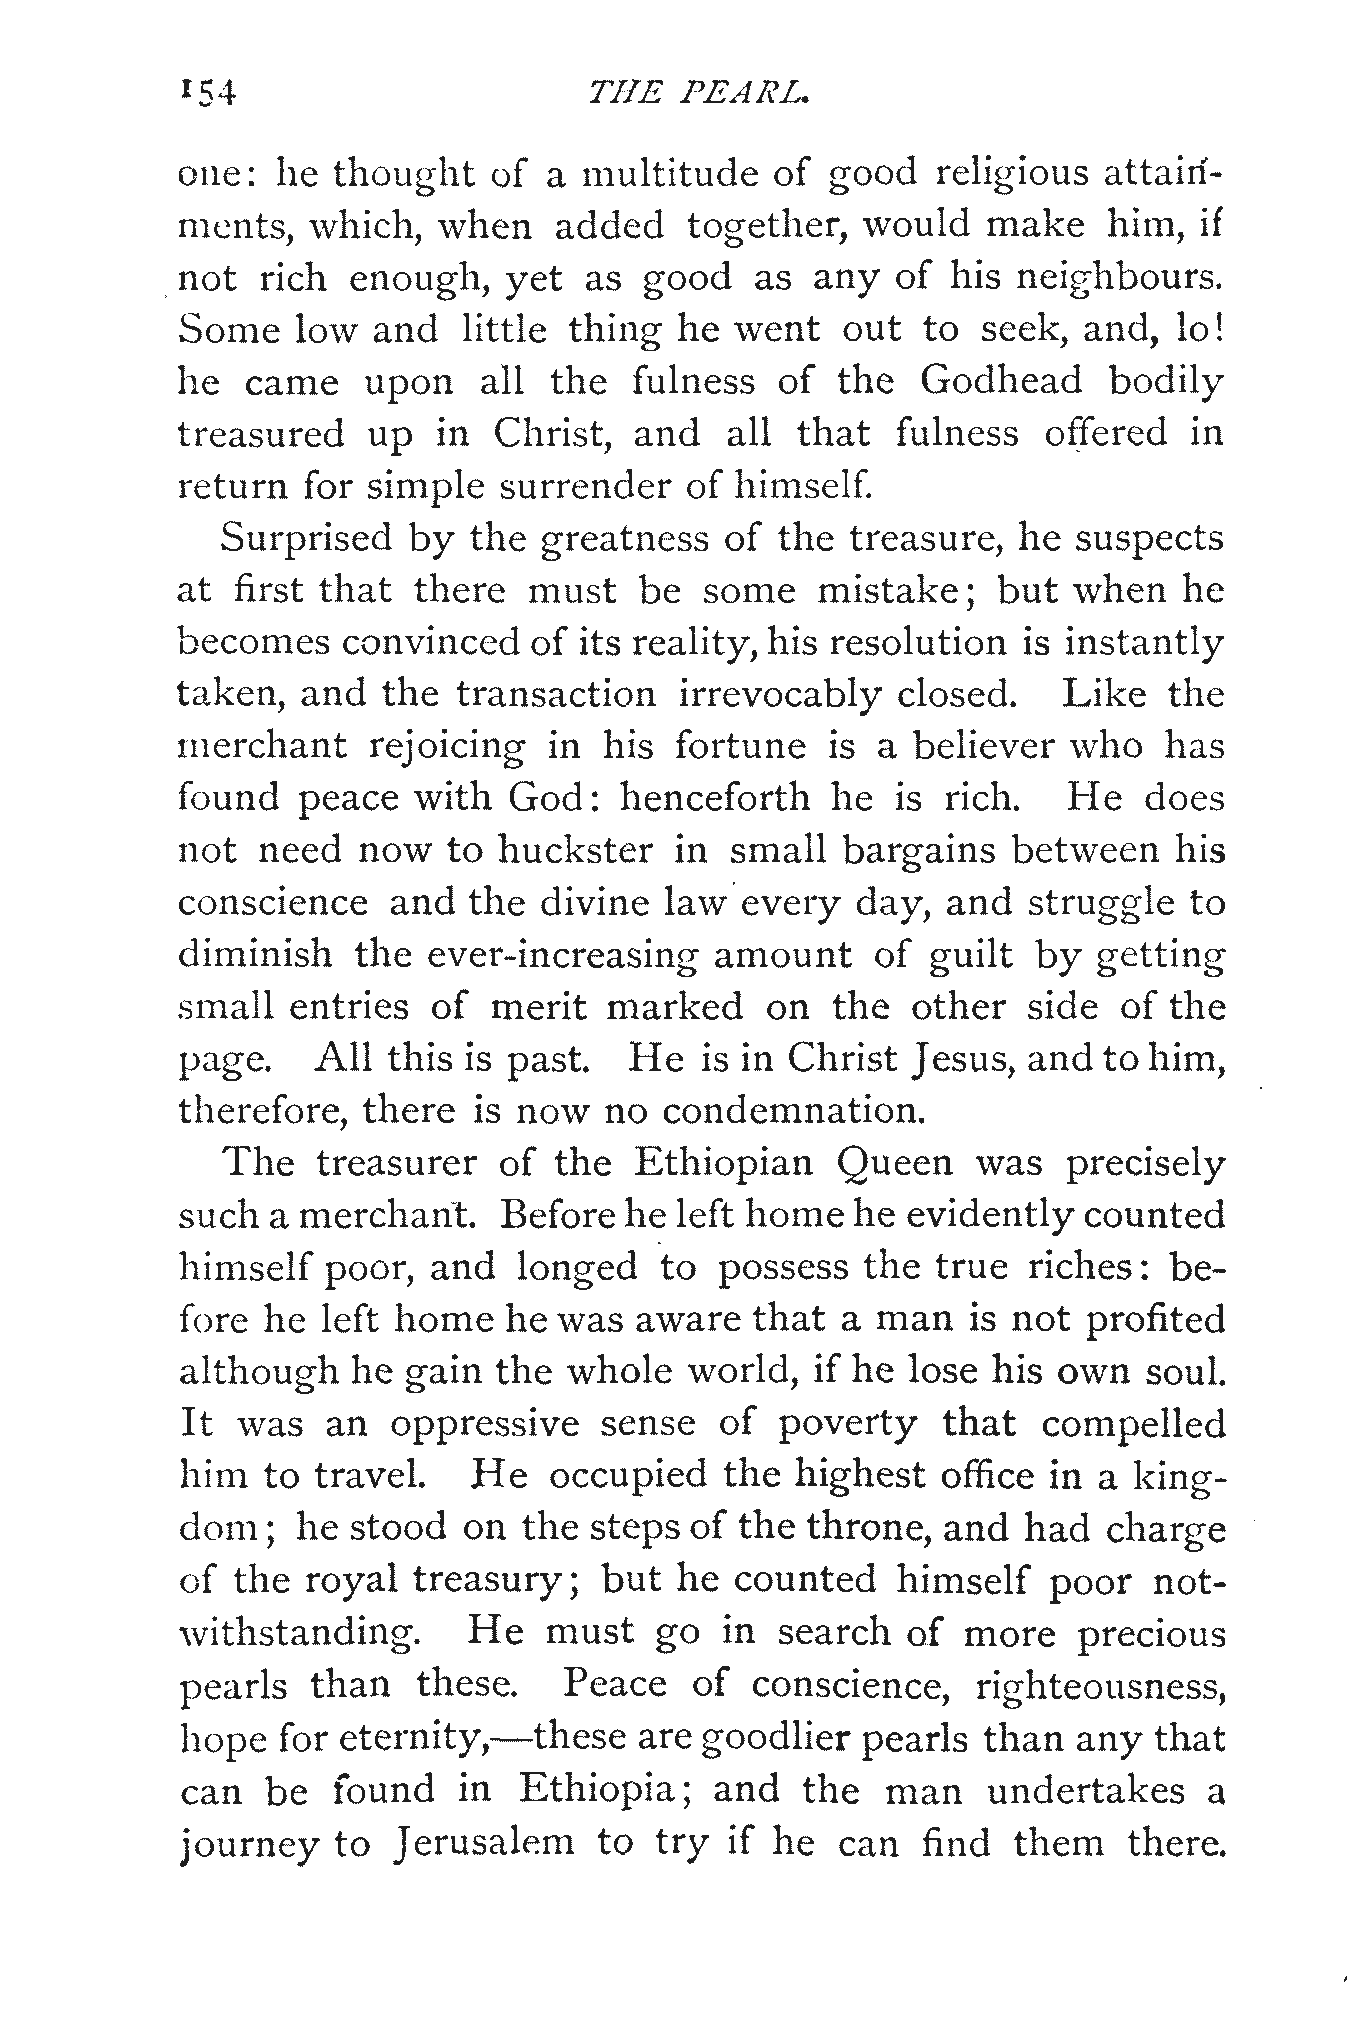 154 THE PEARL.
one: he thought of a multitude of good religious attain-
ments, which, when added together, would make him, if
not rich enough, yet as good as any of his neighbours.
Some low and little thing he went out to seek, and, lo!
he came upon all the fulness of the Godhead bodily
treasured up in Christ, and all that fulness offered in
return for simple surrender of himself.
Surprised by the greatness of the treasure, he suspects
at first that there must be some mistake; but when he
becomes convinced of its reality, his resolution is instantly
taken, and the transaction irrevocably closed. Like the
merchant rejoicing in his fortune is a believer who has
found peace with God: henceforth he is rich. He does
not need now to huckster in small bargains between his
conscience and the divine law every day, and struggle to
diminish the ever-increasing amount of guilt by getting
small entries of merit marked on the other side of the
page. All this is past. He is in Christ Jesus, and to him,
therefore, there is now no condemnation.
The treasurer of the Ethiopian Queen was precisely
such a merchant. Before he left home he evidently counted
himself poor, and longed to possess the true riches: be-
fore he left home he was aware that a man is not profited
although he gain the whole world, if he lose his own soul.
It was an oppressive sense of poverty that compelled
him to travel. He occupied the highest office in a king-
dom; he stood on the steps of the throne, and had charge
of the royal treasury; but he counted himself poor not-
withstanding. He must go in search of more precious
pearls than these. Peace of conscience, righteousness,
hope for eternity,—these are goodlier pearls than any that
can be found in Ethiopia; and the man undertakes a
journey to Jerusalem to try if he can find them there.